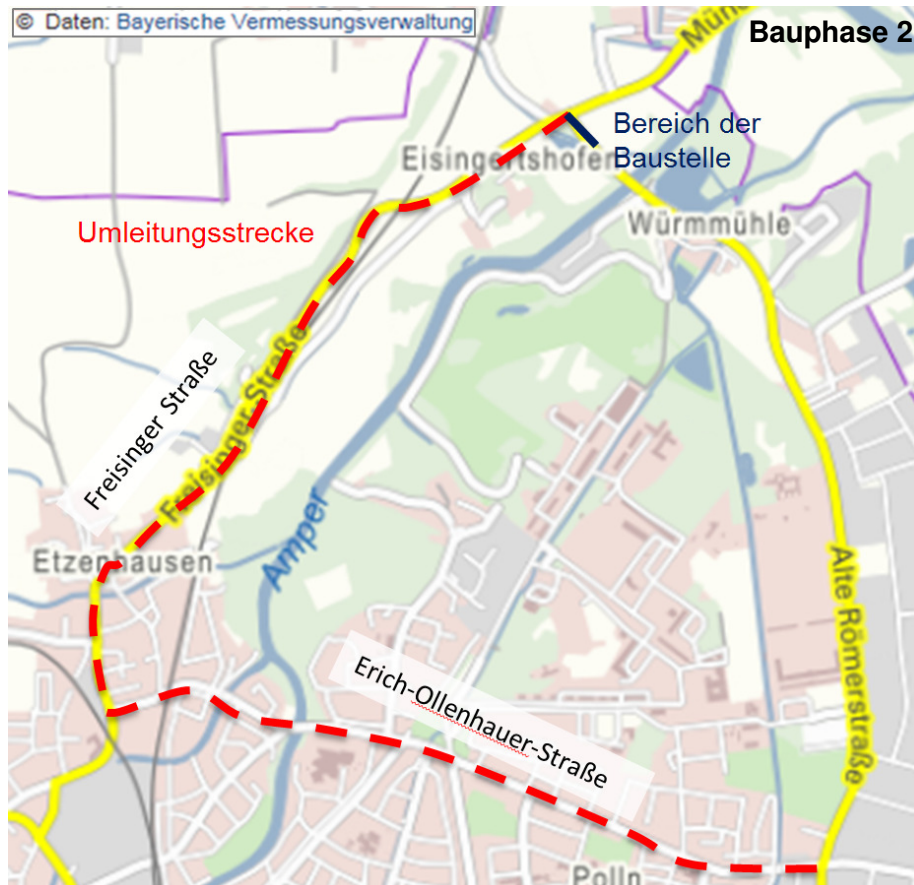 © Daten: Bayerische Vermessungsverwaltung
Bauphase 2
Bereich der
Baustelle
Eisingertshofen
Würmmühle
Umleitungsstrecke
Freisinger Straße
Freisinger-Straße
Amper
Etzenhausen
Alte Römerstraße
Erich-Ollenhauer-Straße
Polln